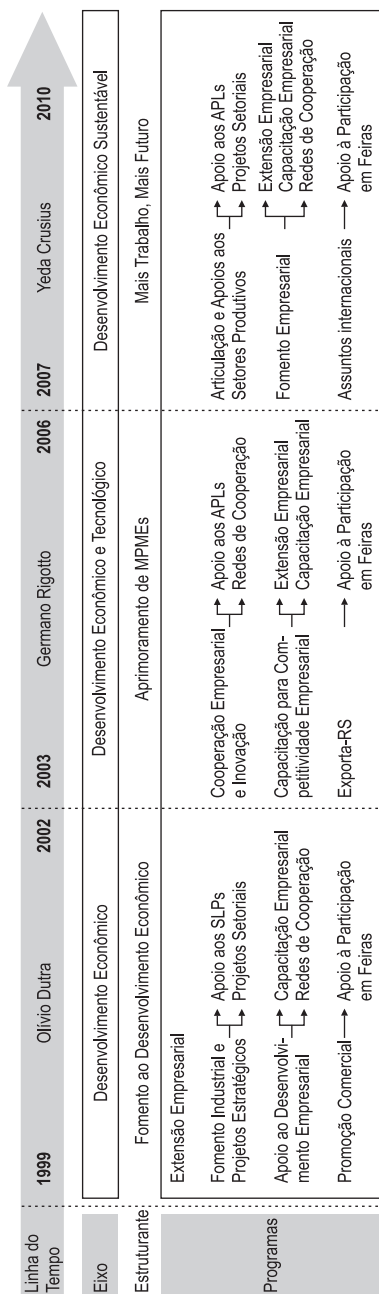 Linha do
Tempo
1999
Olívio Dutra
2002
2003
Germano Rigotto
2006
2007
Yeda Crusius
2010
Eixo
Desenvolvimento Econômico
Desenvolvimento Econômico e Tecnológico
Desenvolvimento Econômico Sustentável
Estruturante
Fomento ao Desenvolvimento Econômico
Aprimoramento de MPMEs
Mais Trabalho, Mais Futuro
Programas
Extensão Empresarial
Fomento Industrial e
Projetos Estratégicos
Apoio aos SLPs
Projetos Setoriais
Apoio ao Desenvolvi-
mento Empresarial
Capacitação Empresarial
Redes de Cooperação
Promoção Comercial
Apoio à Participação
em Feiras
Cooperação Empresarial
e Inovação
Apoio aos APLs
Redes de Cooperação
Capacitação para Com-
petitividade Empresarial
Extensão Empresarial
Capacitação Empresarial
Exporta-RS
Apoio à Participação
em Feiras
Articulação e Apoios aos
Setores Produtivos
Apoio aos APLs
Projetos Setoriais
Fomento Empresarial
Extensão Empresarial
Capacitação Empresarial
Redes de Cooperação
Assuntos internacionais
Apoio à Participação
em Feiras